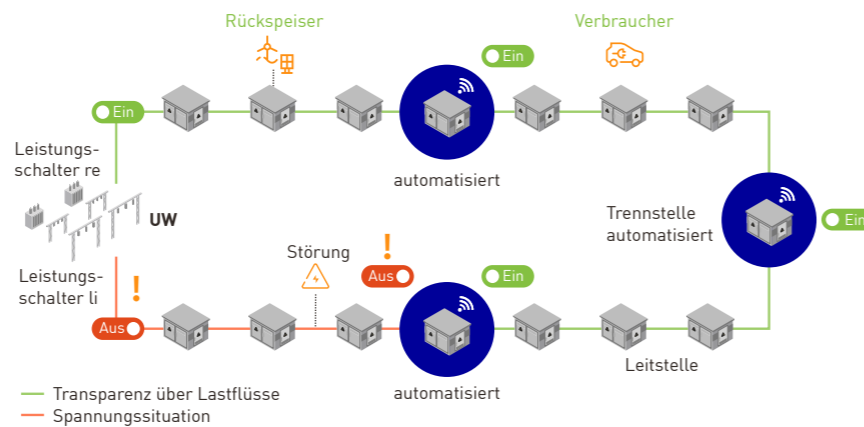 Rückspeiser
Verbraucher
Ein
Ein
Leistungs-
schalter re
automatisiert
UW
Trennstelle
automatisiert
Ein
Störung
Leistungs-
schalter li
!
!
Aus
Ein
Aus
Leitstelle
automatisiert
Transparenz über Lastflüsse
Spannungssituation